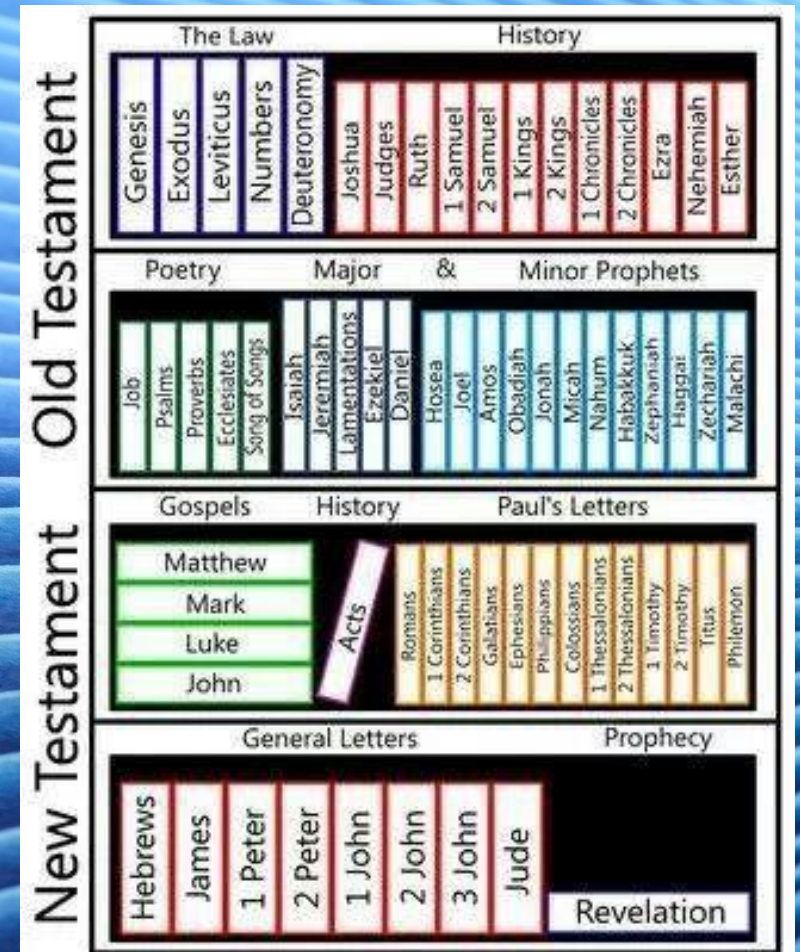 Old Testament
The Law
History
Genesis
Exodus
Leviticus
Numbers
Deuteronomy
Joshua
Judges
Ruth
1 Samuel
2 Samuel
1 Kings
2 Kings
1 Chronicles
2 Chronicles
Ezra
Nehemiah
Esther
Poetry
Major & Minor Prophets
Job
Psalms
Proverbs
Ecclesiates
Song of Songs
Isaiah
Jeremiah
Lamentations
Ezekiel
Daniel
Hosea
Joel
Amos
Obadiah
Jonah
Micah
Nahum
Habakkuk
Zephaniah
Haggai
Zechariah
Malachi
New Testament
Gospels
History
Paul's Letters
Matthew
Mark
Luke
John
Acts
Romans
1 Corinthians
2 Corinthians
Galatians
Ephesians
Philippians
Colossians
1 Thessalonians
2 Thessalonians
1 Timothy
2 Timothy
Titus
Philemon
General Letters
Prophecy
Hebrews
James
1 Peter
2 Peter
1 John
2 John
3 John
Jude
Revelation